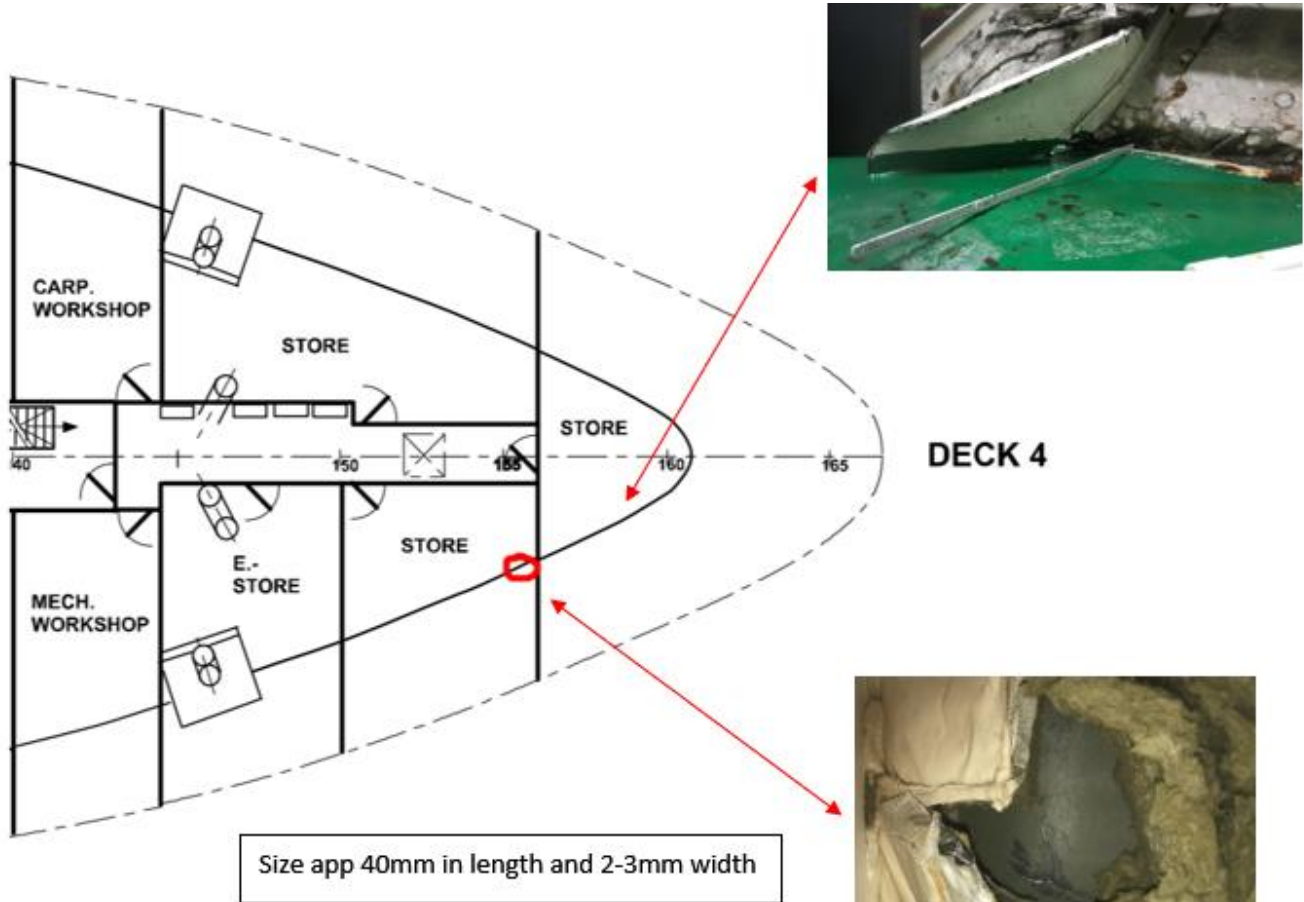 CARP.
WORKSHOP
STORE
STORE
40
150
155
160
165
DECK 4
STORE
E.-
STORE
MECH.
WORKSHOP
Size app 40mm in length and 2-3mm width